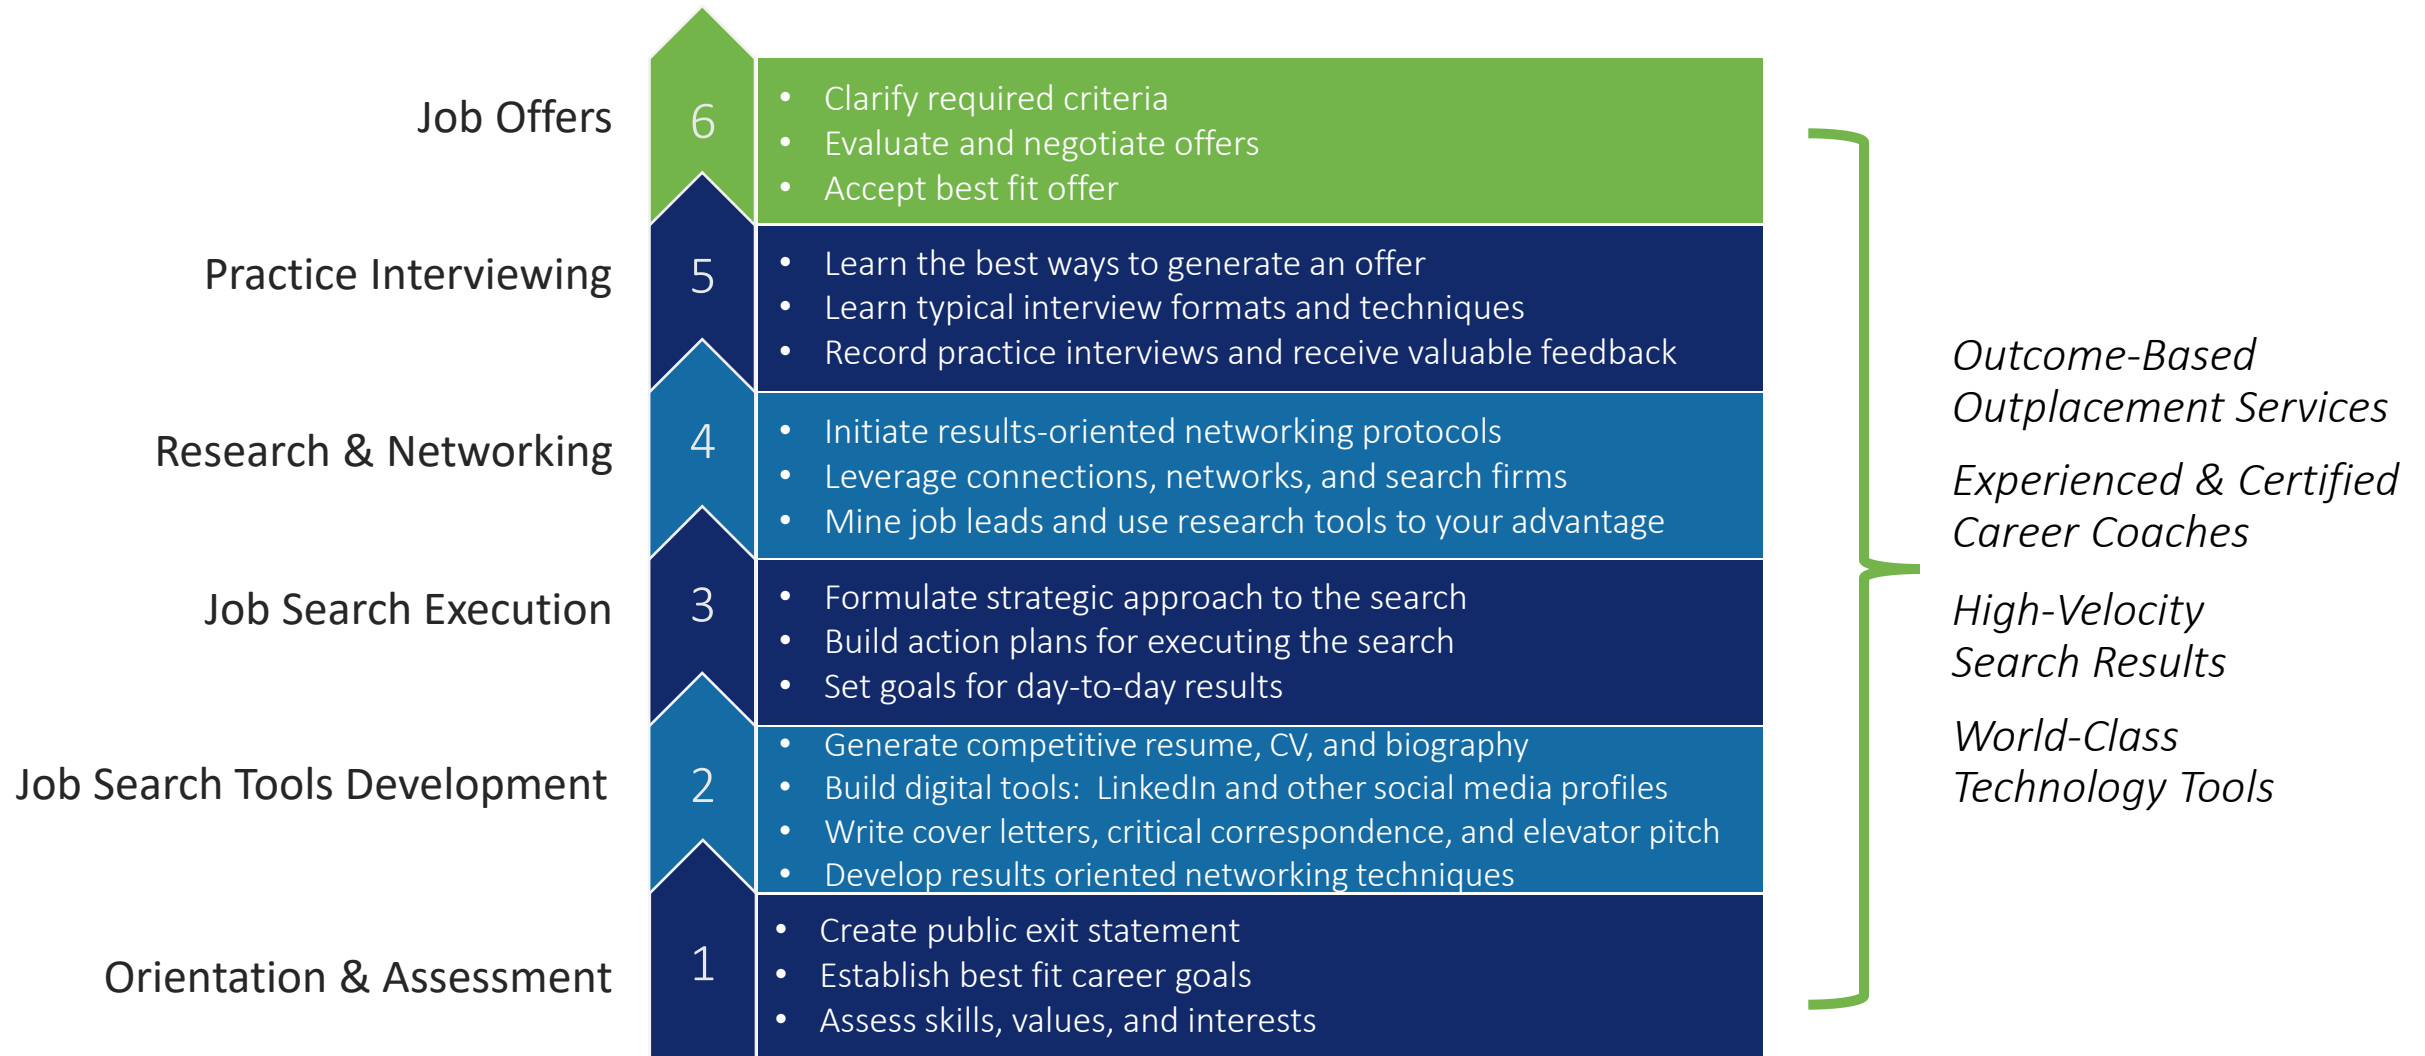 Job Offers
6
• Clarify required criteria
• Evaluate and negotiate offers
• Accept best fit offer
Practice Interviewing
5
• Learn the best ways to generate an offer
• Learn typical interview formats and techniques
• Record practice interviews and receive valuable feedback
Research & Networking
4
• Initiate results-oriented networking protocols
• Leverage connections, networks, and search firms
• Mine job leads and use research tools to your advantage
Job Search Execution
3
• Formulate strategic approach to the search
• Build action plans for executing the search
• Set goals for day-to-day results
Job Search Tools Development
2
• Generate competitive resume, CV, and biography
• Build digital tools:  LinkedIn and other social media profiles
• Write cover letters, critical correspondence, and elevator pitch
• Develop results oriented networking techniques
Orientation & Assessment
1
• Create public exit statement
• Establish best fit career goals
• Assess skills, values, and interests
Outcome-Based
Outplacement Services
Experienced & Certified
Career Coaches
High-Velocity
Search Results
World-Class
Technology Tools